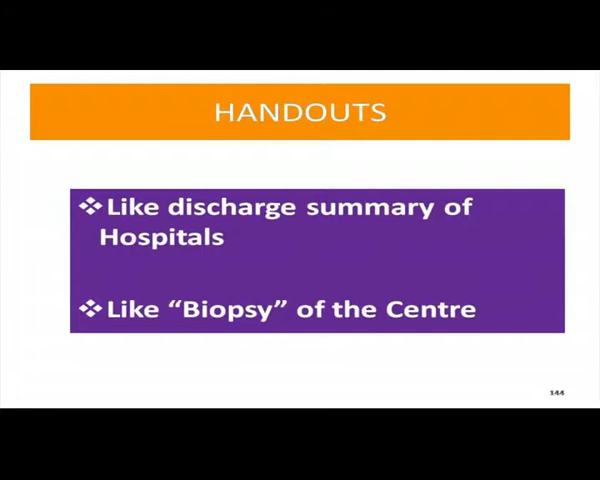 HANDOUTS
❖Like discharge summary of
Hospitals
❖Like “Biopsy” of the Centre
144